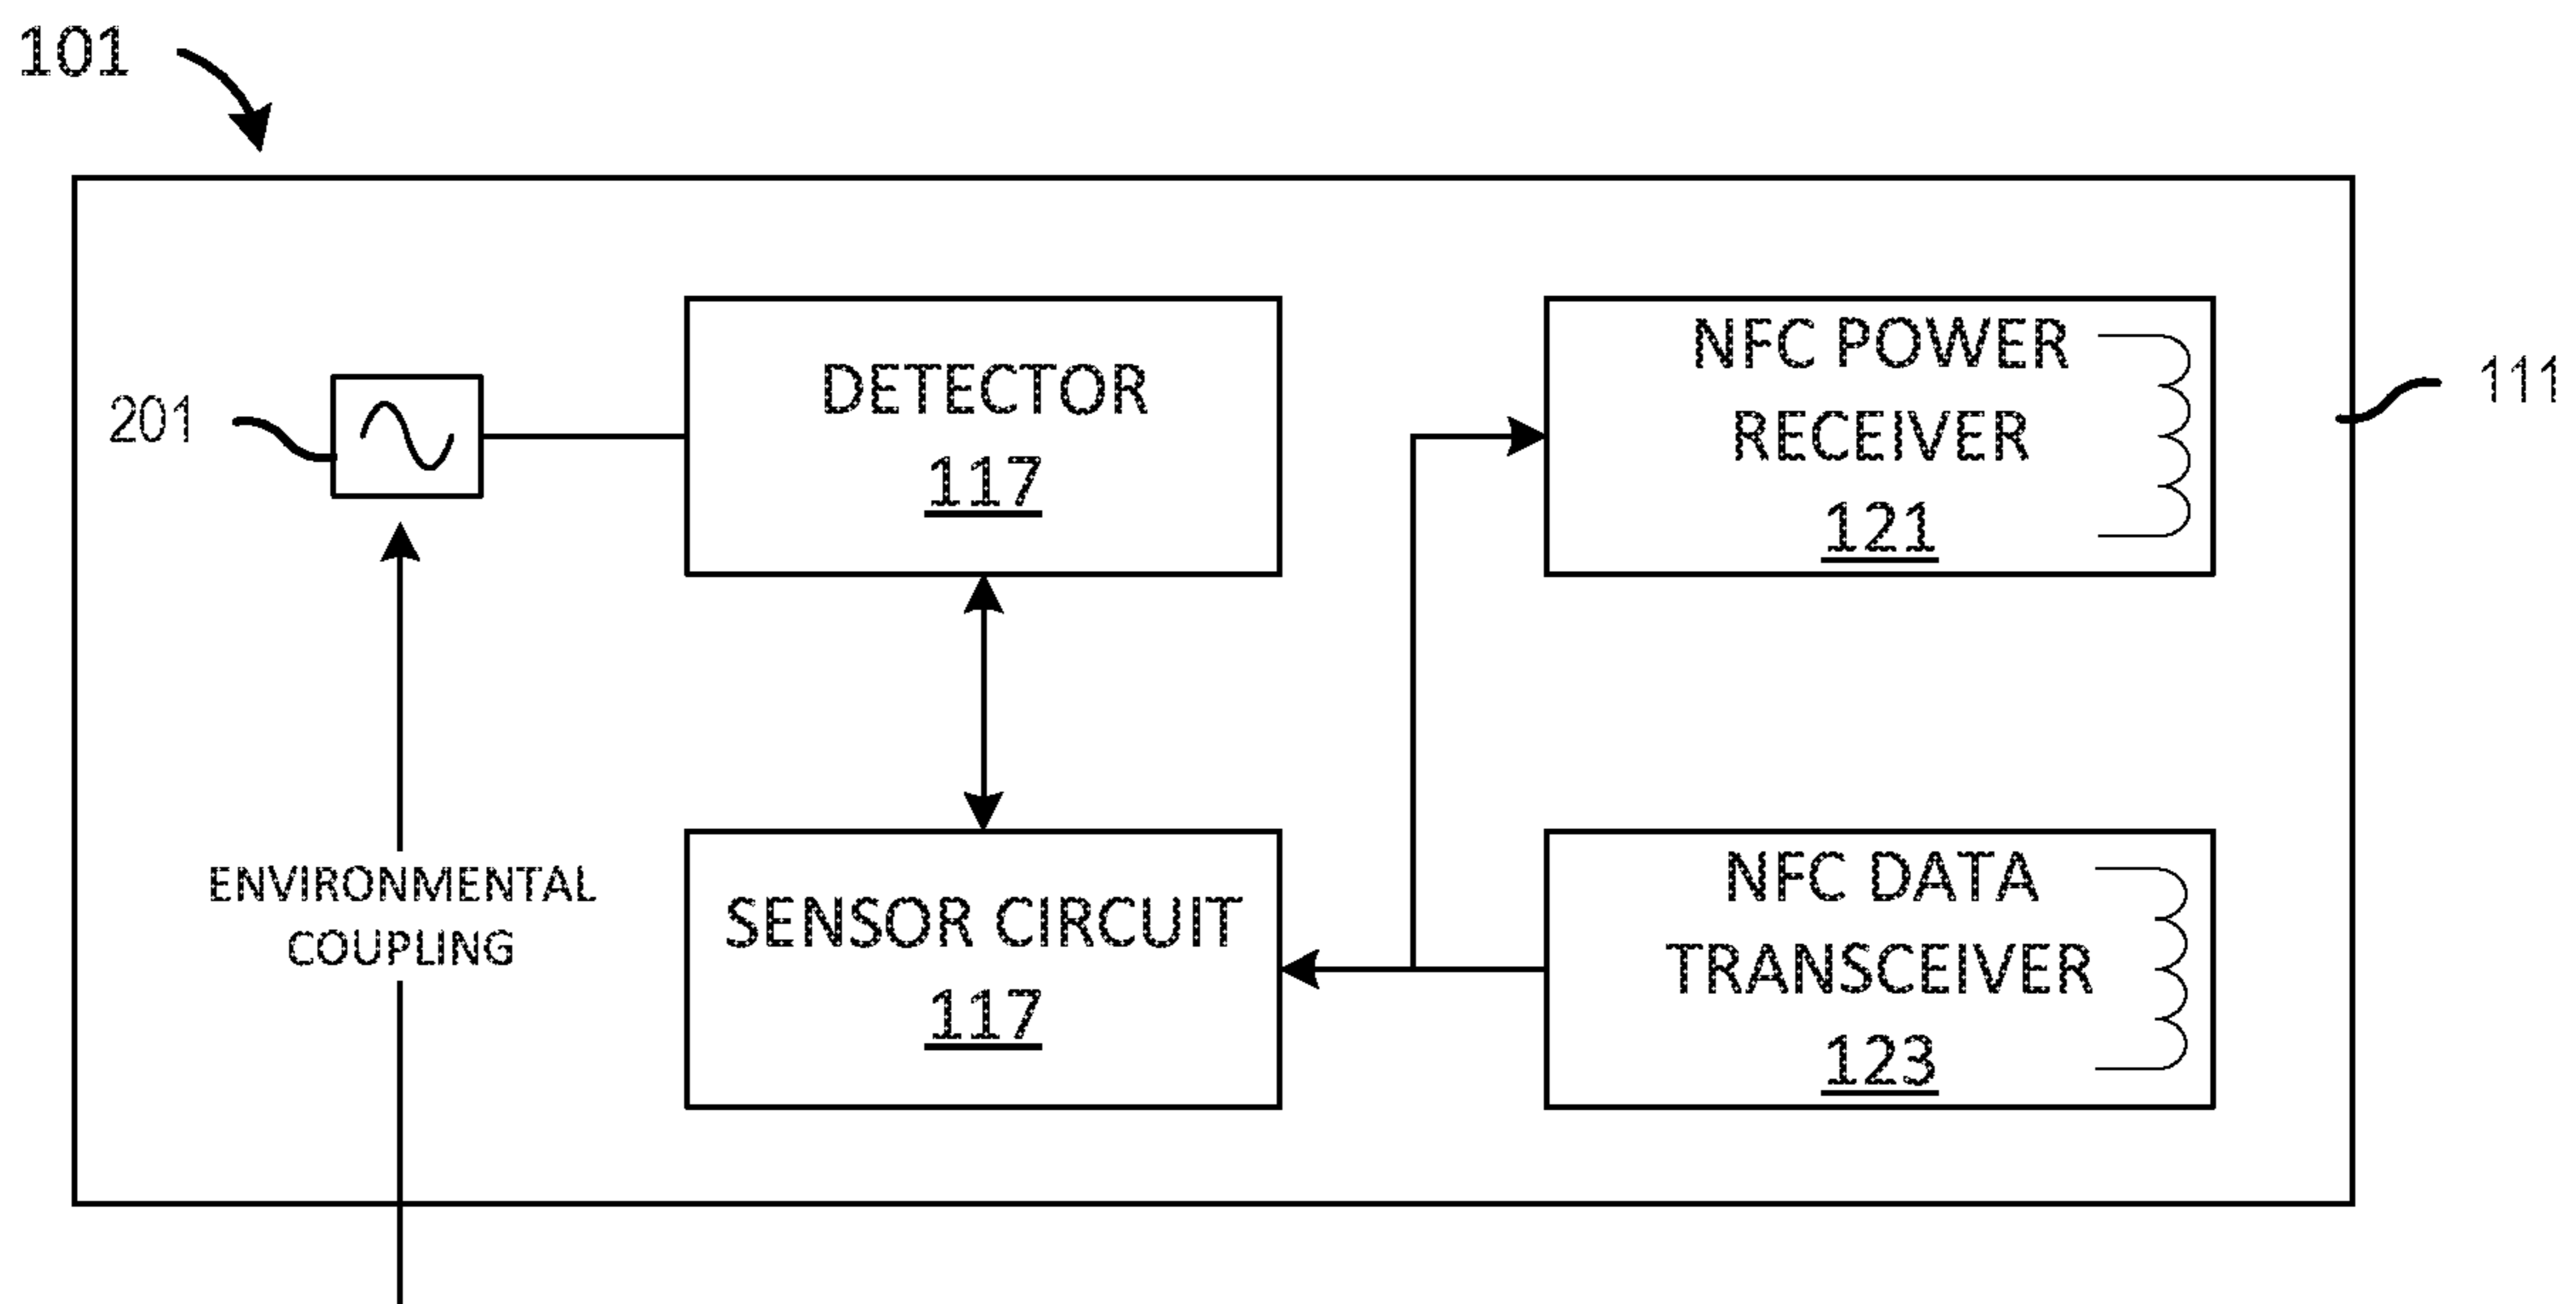 101
DETECTOR
117
NFC POWER
RECEIVER
121
111
201
ENVIRONMENTAL
COUPLING
SENSOR CIRCUIT
117
NFC DATA
TRANSCEIVER
123